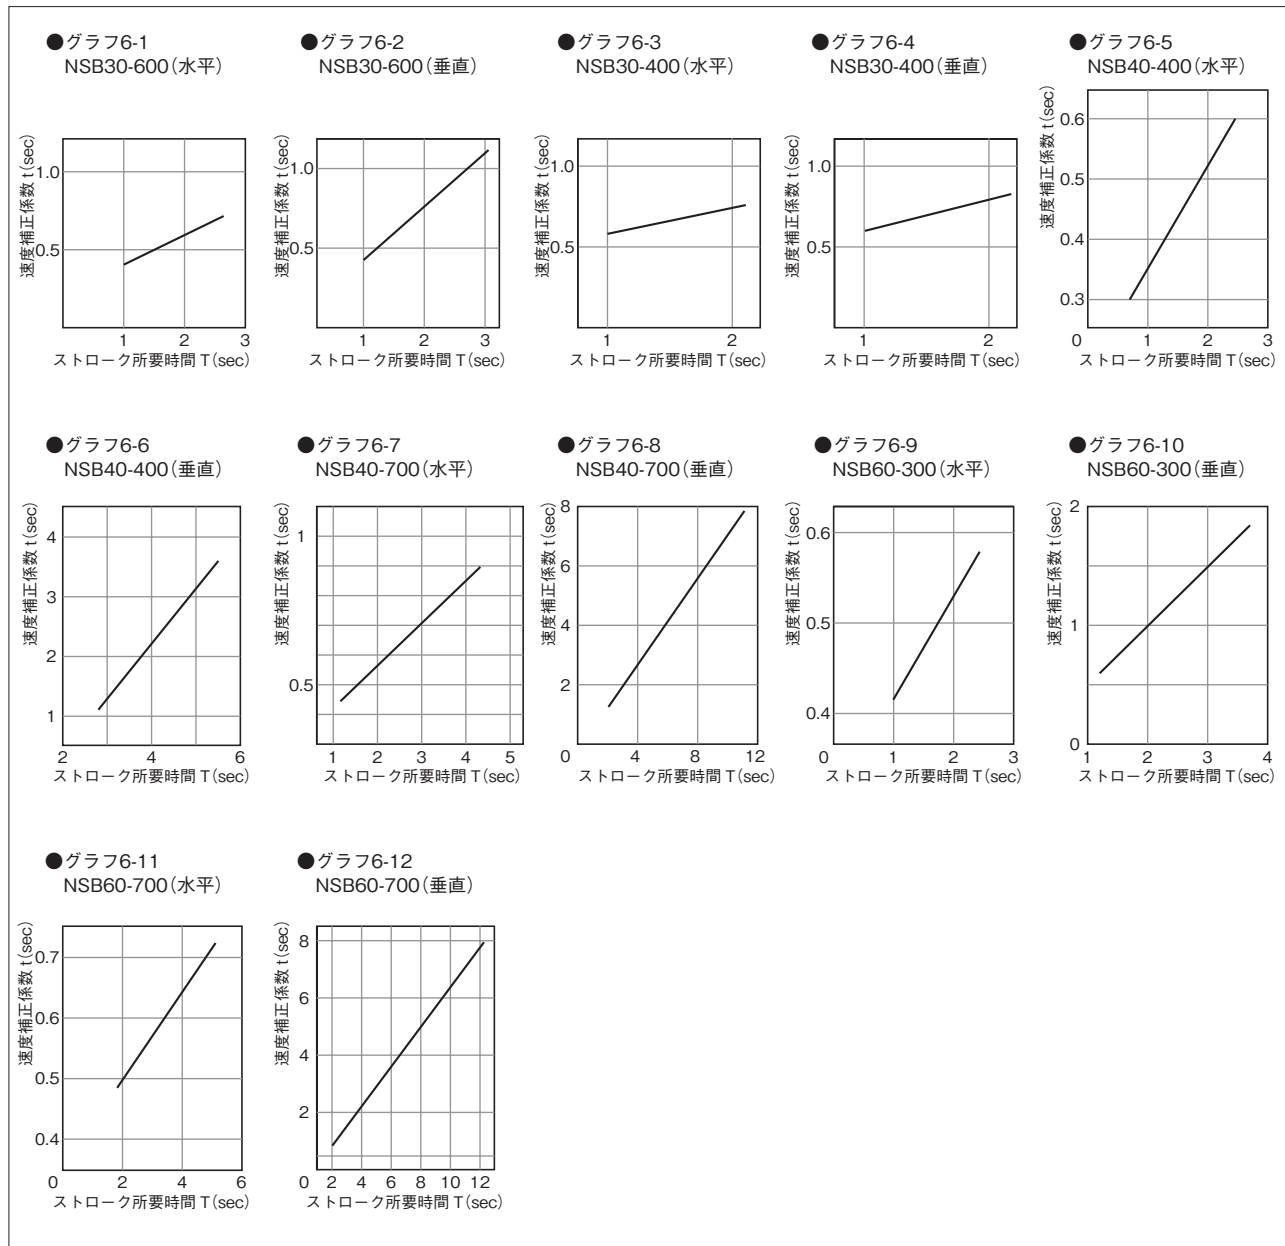 ●グラフ6-1
NSB30-600(水平)
速度補正係数 t(sec)
1.0
0.5
1 2 3
ストローク所要時間 T(sec)
●グラフ6-2
NSB30-600(垂直)
速度補正係数 t(sec)
1.0
0.5
1 2 3
ストローク所要時間 T(sec)
●グラフ6-3
NSB30-400(水平)
速度補正係数 t(sec)
1.0
0.5
1 2
ストローク所要時間 T(sec)
●グラフ6-4
NSB30-400(垂直)
速度補正係数 t(sec)
1.0
0.5
1 2
ストローク所要時間 T(sec)
●グラフ6-5
NSB40-400(水平)
速度補正係数 t(sec)
0.6
0.5
0.4
0.3
0 1 2 3
ストローク所要時間 T(sec)
●グラフ6-6
NSB40-400(垂直)
速度補正係数 t(sec)
4
3
2
1
2 4 6
ストローク所要時間 T(sec)
●グラフ6-7
NSB40-700(水平)
速度補正係数 t(sec)
1
0.5
1 2 3 4 5
ストローク所要時間 T(sec)
●グラフ6-8
NSB40-700(垂直)
速度補正係数 t(sec)
8
6
4
2
0 4 8 12
ストローク所要時間 T(sec)
●グラフ6-9
NSB60-300(水平)
速度補正係数 t(sec)
0.6
0.5
0.4
0 1 2 3
ストローク所要時間 T(sec)
●グラフ6-10
NSB60-300(垂直)
速度補正係数 t(sec)
2
1
0
1 2 3 4
ストローク所要時間 T(sec)
●グラフ6-11
NSB60-700(水平)
速度補正係数 t(sec)
0.7
0.6
0.5
0.4
0 2 4 6
ストローク所要時間 T(sec)
●グラフ6-12
NSB60-700(垂直)
速度補正係数 t(sec)
8
6
4
2
0 2 4 6 8 10 12
ストローク所要時間 T(sec)